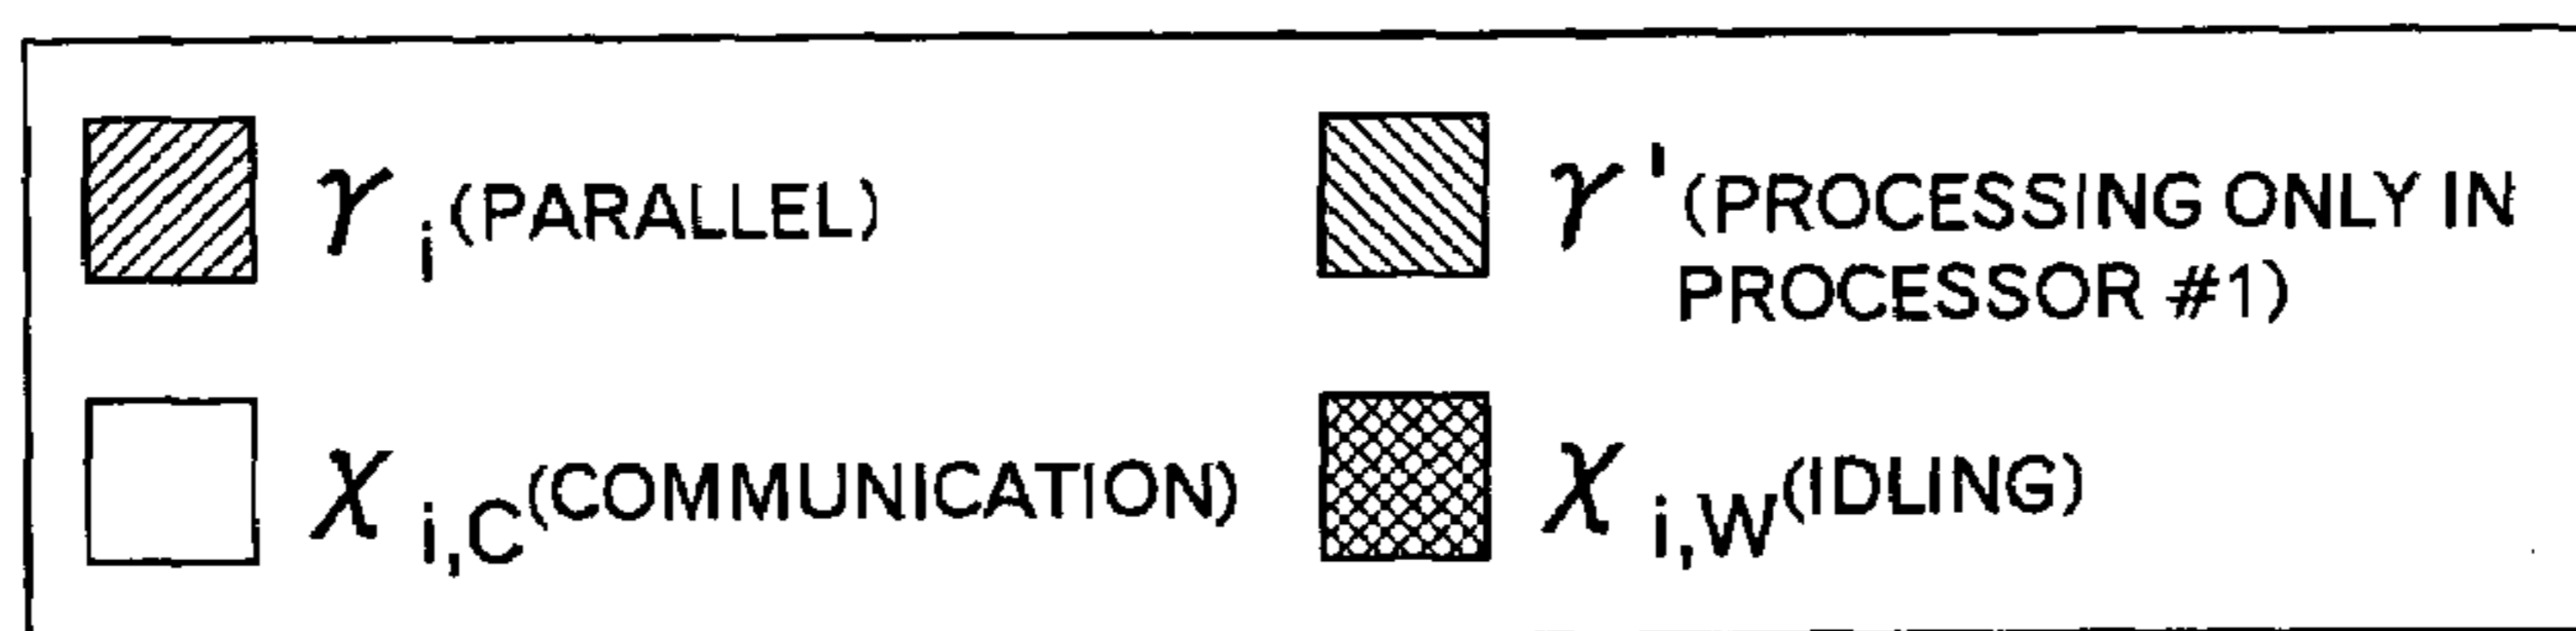 γ i (PARALLEL)
γ' (PROCESSING ONLY IN
PROCESSOR #1)
χ i,C (COMMUNICATION)
χ i,W (IDLING)